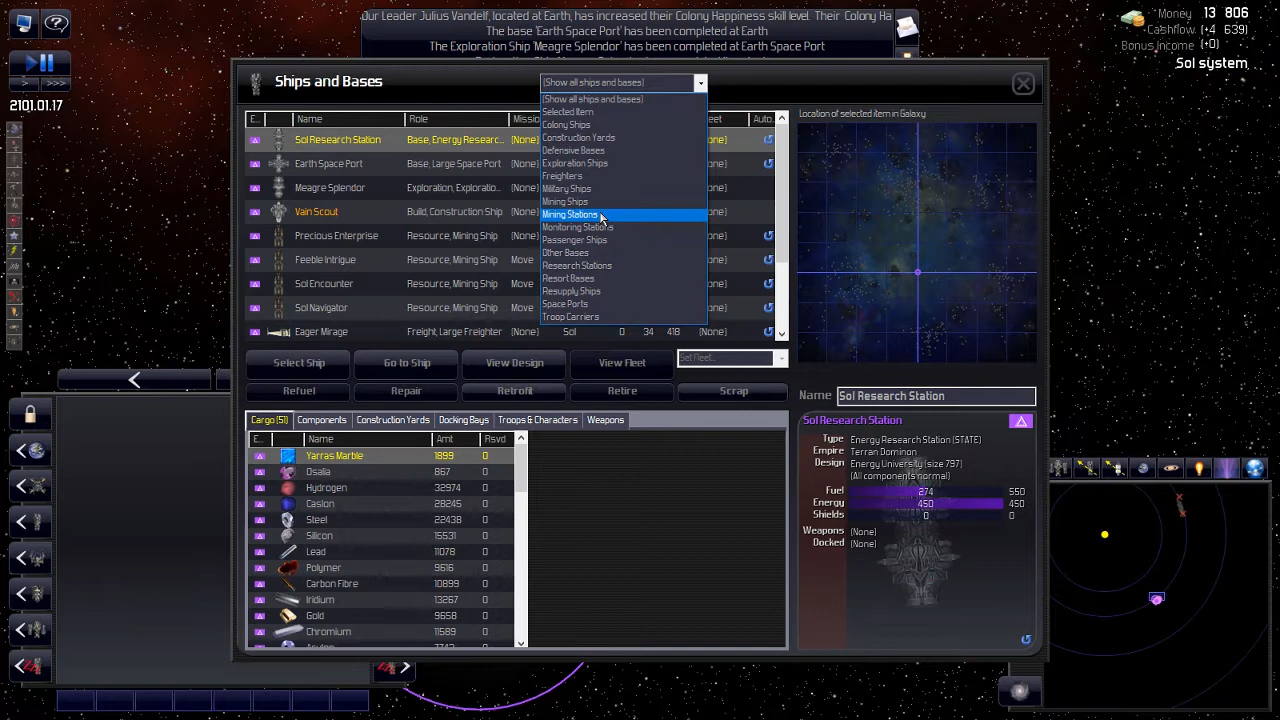 Our Leader Julius Vandelf, located at Earth, has increased their Colony Happiness skill level. Their Colony Ha
The base 'Earth Space Port' has been completed at Earth
The Exploration Ship 'Meagre Splendor' has been completed at Earth Space Port
Money 13 806
Cashflow (+4 639)
Bonus Income (+0)
Sol system
2101.01.17
Ships and Bases
(Show all ships and bases)
(Show all ships and bases)
Selected Item
Colony Ships
Construction Yards
Defensive Bases
Exploration Ships
Freighters
Military Ships
Mining Ships
Mining Stations
Monitoring Stations
Passenger Ships
Other Bases
Research Stations
Resort Bases
Resupply Ships
Space Ports
Troop Carriers
E... Name Role Missio eet Auto.
Sol Research Station Base, Energy Researc... (None) one)
Earth Space Port Base, Large Space Port (None) one)
Meagre Splendor Exploration, Exploratio... (None) one)
Vain Scout Build, Construction Ship (None) one)
Precious Enterprise Resource, Mining Ship (None) one)
Feeble Intrigue Resource, Mining Ship Move one)
Sol Encounter Resource, Mining Ship Move one)
Sol Navigator Resource, Mining Ship Move one)
Eager Mirage Freight, Large Freighter (None) Sol 0 34 418 (None)
Location of selected item in Galaxy
Select Ship Go to Ship View Design View Fleet Set Fleet...
Refuel Repair Retrofit Retire Scrap
Name Sol Research Station
Cargo (51) Components Construction Yards Docking Bays Troops & Characters Weapons
E... Name Amt Rsvd
Yarras Marble 1899 0
Osalia 867 0
Hydrogen 32974 0
Caslon 28245 0
Steel 22438 0
Silicon 15531 0
Lead 11078 0
Polymer 9616 0
Carbon Fibre 10899 0
Iridium 13267 0
Gold 9658 0
Chromium 11589 0
Sol Research Station
Type Energy Research Station (STATE)
Empire Terran Dominon
Design Energy University (size 797)
(All components normal)
Fuel 274 550
Energy 450 450
Shields 0 0
Weapons (None)
Docked (None)